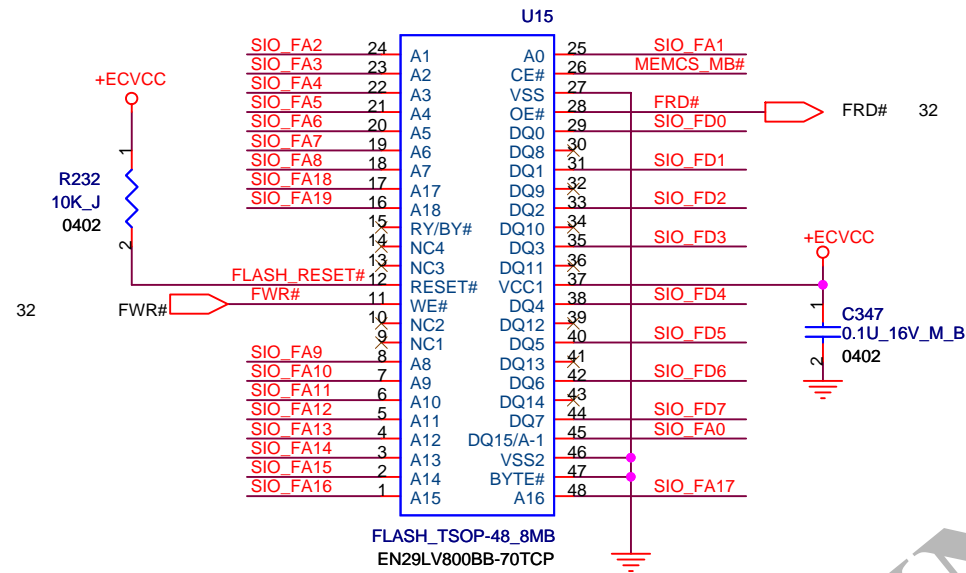 U15
SIO_FA2 24 A1 A0 25 SIO_FA1
SIO_FA3 23 A2 CE# 26 MEMCS_MB#
SIO_FA4 22 A3 VSS 27
SIO_FA5 21 A4 OE# 28 FRD# FRD# 32
SIO_FA6 20 A5 DQ0 29 SIO_FD0
SIO_FA7 19 A6 DQ8 30
SIO_FA8 18 A7 DQ1 31 SIO_FD1
SIO_FA18 17 A17 DQ9 32
SIO_FA19 16 A18 DQ2 33 SIO_FD2
15 RY/BY# DQ10 34
14 NC4 DQ3 35 SIO_FD3
13 NC3 DQ11 36
FLASH_RESET# 12 RESET# VCC1 37
32 FWR# FWR# 11 WE# DQ4 38 SIO_FD4
10 NC2 DQ12 39
9 NC1 DQ5 40 SIO_FD5
SIO_FA9 8 A8 DQ13 41
SIO_FA10 7 A9 DQ6 42 SIO_FD6
SIO_FA11 6 A10 DQ14 43
SIO_FA12 5 A11 DQ7 44 SIO_FD7
SIO_FA13 4 A12 DQ15/A-1 45 SIO_FA0
SIO_FA14 3 A13 VSS2 46
SIO_FA15 2 A14 BYTE# 47
SIO_FA16 1 A15 A16 48 SIO_FA17
FLASH_TSOP-48_8MB
EN29LV800BB-70TCP
+ECVCC
1
R232
10K_J
0402
2
+ECVCC
1
C347
0.1U_16V_M_B
0402
2